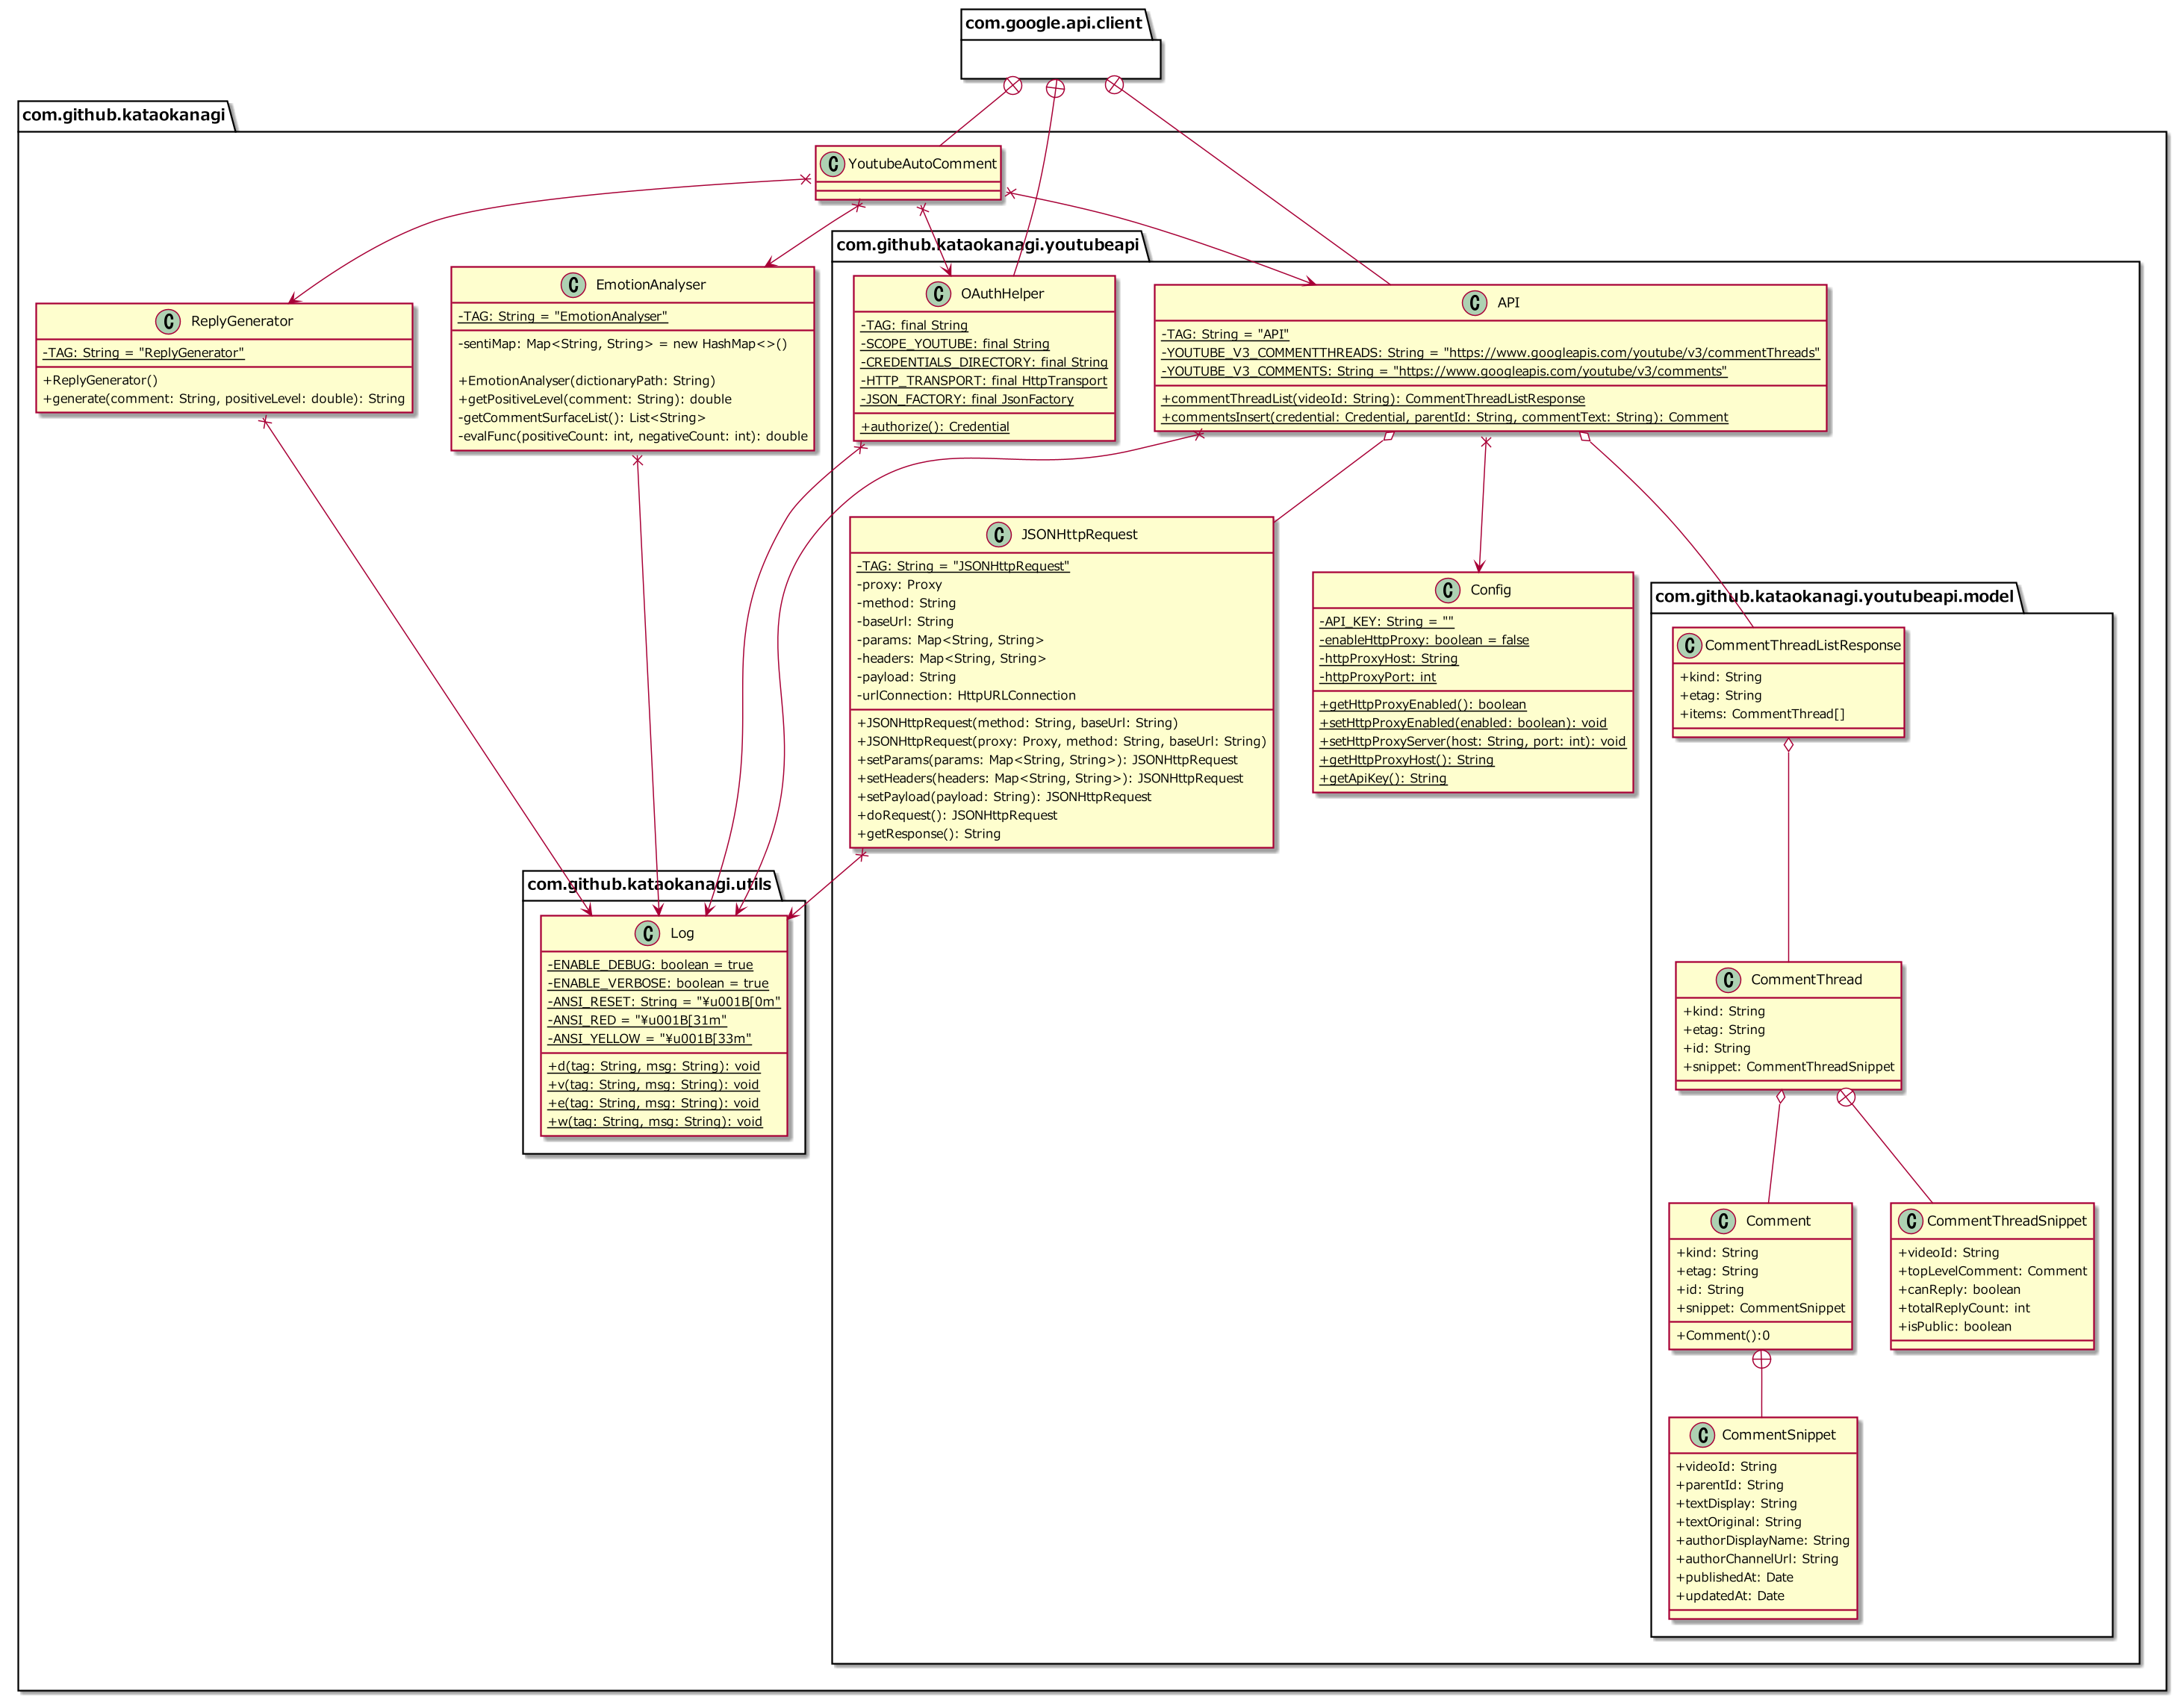 com.google.api.client
com.github.kataokanagi
C YoutubeAutoComment
com.github.kataokanagi.youtubeapi
C ReplyGenerator
-TAG: String = "ReplyGenerator"
+ReplyGenerator()
+generate(comment: String, positiveLevel: double): String
C EmotionAnalyser
-TAG: String = "EmotionAnalyser"
-sentiMap: Map<String, String> = new HashMap<>()
+EmotionAnalyser(dictionaryPath: String)
+getPositiveLevel(comment: String): double
-getCommentSurfaceList(): List<String>
-evalFunc(positiveCount: int, negativeCount: int): double
C OAuthHelper
-TAG: final String
-SCOPE_YOUTUBE: final String
-CREDENTIALS_DIRECTORY: final String
-HTTP_TRANSPORT: final HttpTransport
-JSON_FACTORY: final JsonFactory
+authorize(): Credential
C API
-TAG: String = "API"
-YOUTUBE_V3_COMMENTTHREADS: String = "https://www.googleapis.com/youtube/v3/commentThreads"
-YOUTUBE_V3_COMMENTS: String = "https://www.googleapis.com/youtube/v3/comments"
+commentThreadList(videoId: String): CommentThreadListResponse
+commentsInsert(credential: Credential, parentId: String, commentText: String): Comment
C JSONHttpRequest
-TAG: String = "JSONHttpRequest"
-proxy: Proxy
-method: String
-baseUrl: String
-params: Map<String, String>
-headers: Map<String, String>
-payload: String
-urlConnection: HttpURLConnection
+JSONHttpRequest(method: String, baseUrl: String)
+JSONHttpRequest(proxy: Proxy, method: String, baseUrl: String)
+setParams(params: Map<String, String>): JSONHttpRequest
+setHeaders(headers: Map<String, String>): JSONHttpRequest
+setPayload(payload: String): JSONHttpRequest
+doRequest(): JSONHttpRequest
+getResponse(): String
C Config
-API_KEY: String = ""
-enableHttpProxy: boolean = false
-httpProxyHost: String
-httpProxyPort: int
+getHttpProxyEnabled(): boolean
+setHttpProxyEnabled(enabled: boolean): void
+setHttpProxyServer(host: String, port: int): void
+getHttpProxyHost(): String
+getApiKey(): String
com.github.kataokanagi.youtubeapi.model
C CommentThreadListResponse
+kind: String
+etag: String
+items: CommentThread[]
com.github.kataokanagi.utils
C Log
-ENABLE_DEBUG: boolean = true
-ENABLE_VERBOSE: boolean = true
-ANSI_RESET: String = "¥u001B[0m"
-ANSI_RED = "¥u001B[31m"
-ANSI_YELLOW = "¥u001B[33m"
+d(tag: String, msg: String): void
+v(tag: String, msg: String): void
+e(tag: String, msg: String): void
+w(tag: String, msg: String): void
C CommentThread
+kind: String
+etag: String
+id: String
+snippet: CommentThreadSnippet
C Comment
+kind: String
+etag: String
+id: String
+snippet: CommentSnippet
+Comment():0
C CommentThreadSnippet
+videoId: String
+topLevelComment: Comment
+canReply: boolean
+totalReplyCount: int
+isPublic: boolean
C CommentSnippet
+videoId: String
+parentId: String
+textDisplay: String
+textOriginal: String
+authorDisplayName: String
+authorChannelUrl: String
+publishedAt: Date
+updatedAt: Date